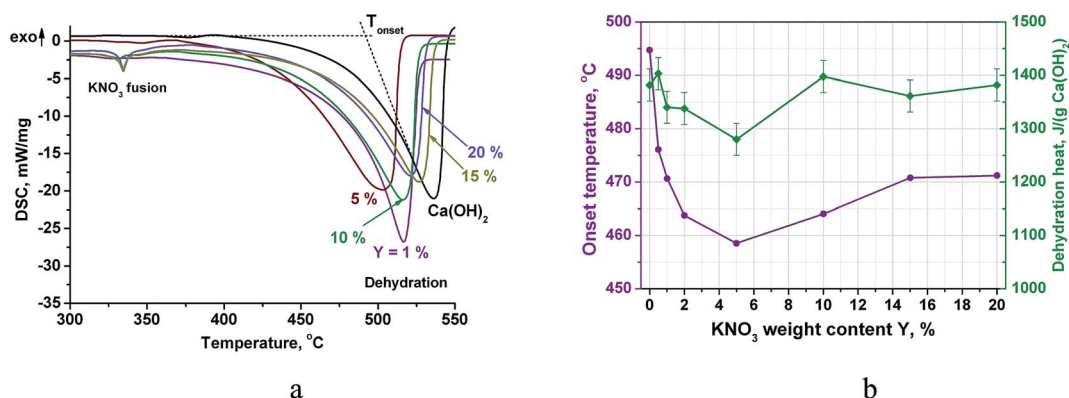 exo
0
-5
-10
-15
-20
-25
-30
-35
DSC, mW/mg
KNO₃ fusion
T onset
20 %
15 %
5 %
Ca(OH)₂
10 %
Y = 1 %
Dehydration
300 350 400 450 500 550
Temperature, °C
a
500
490
480
470
460
450
Onset temperature, °C
1500
1400
1300
1200
1100
1000
Dehydration heat, J/(g Ca(OH)₂)
0 2 4 6 8 10 12 14 16 18 20
KNO₃ weight content Y, %
b